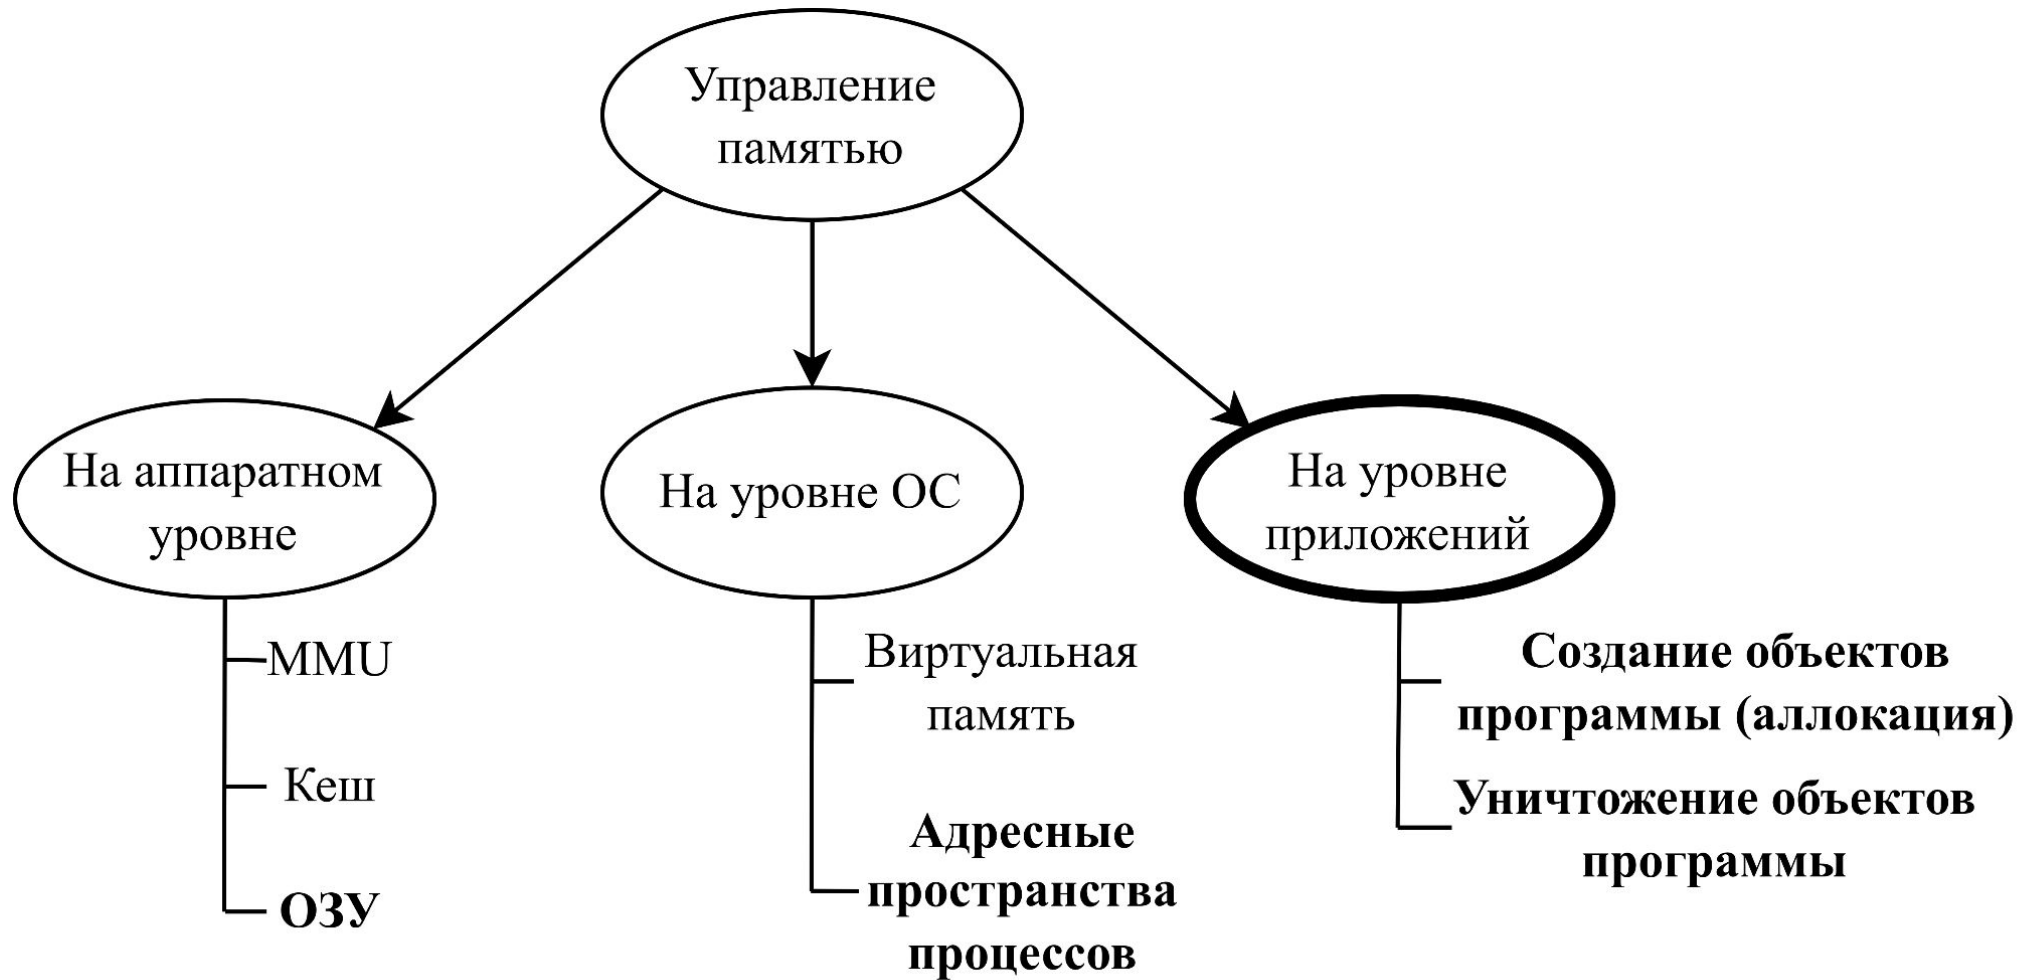 Управление
памятью
На аппаратном
уровне
MMU
Кеш
ОЗУ
На уровне ОС
Виртуальная
память
Адресные
пространства
процессов
На уровне
приложений
Создание объектов
программы (аллокация)
Уничтожение объектов
программы